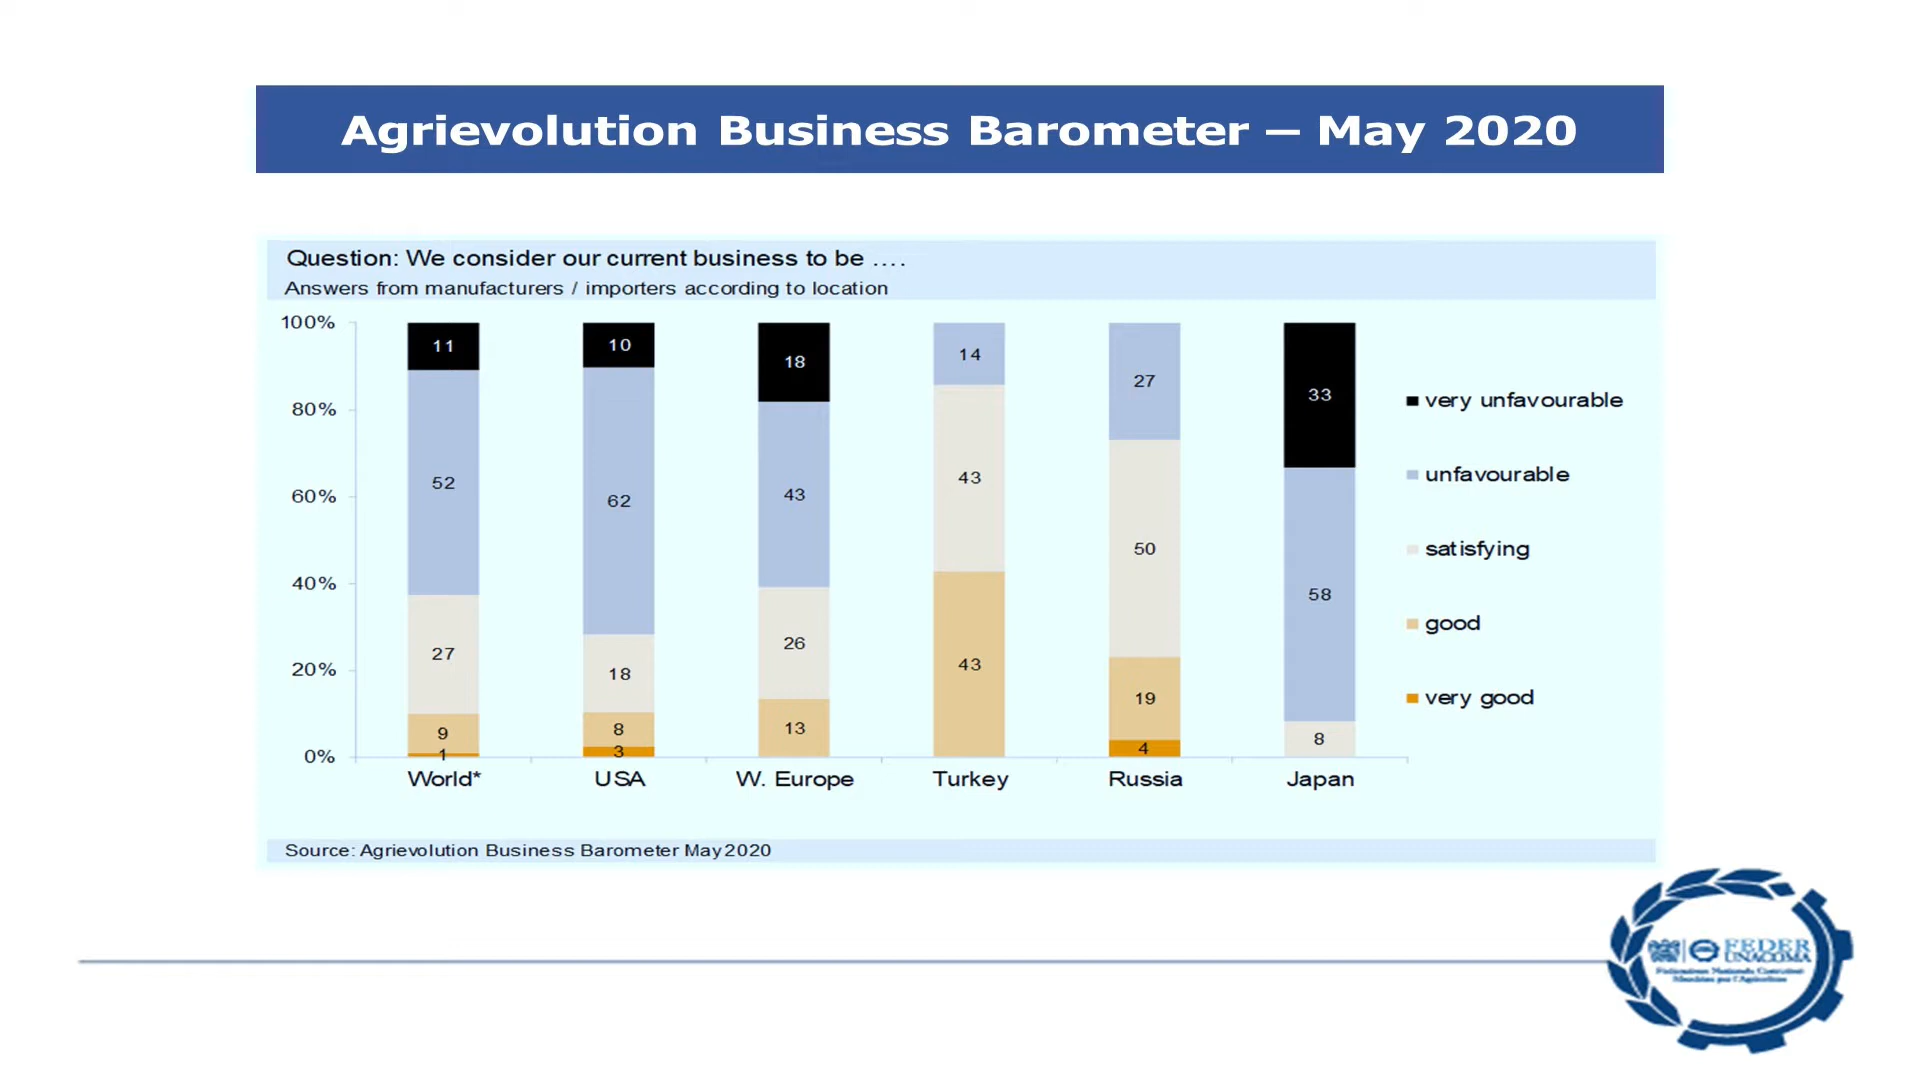 Agrievolution Business Barometer – May 2020
Question: We consider our current business to be ....
Answers from manufacturers / importers according to location
100%
80%
60%
40%
20%
0%
11
52
27
9
1
10
62
18
8
3
18
43
26
13
14
43
43
27
50
19
4
33
58
8
World*
USA
W. Europe
Turkey
Russia
Japan
very unfavourable
unfavourable
satisfying
good
very good
Source: Agrievolution Business Barometer May 2020
FEDER
UNACOMA